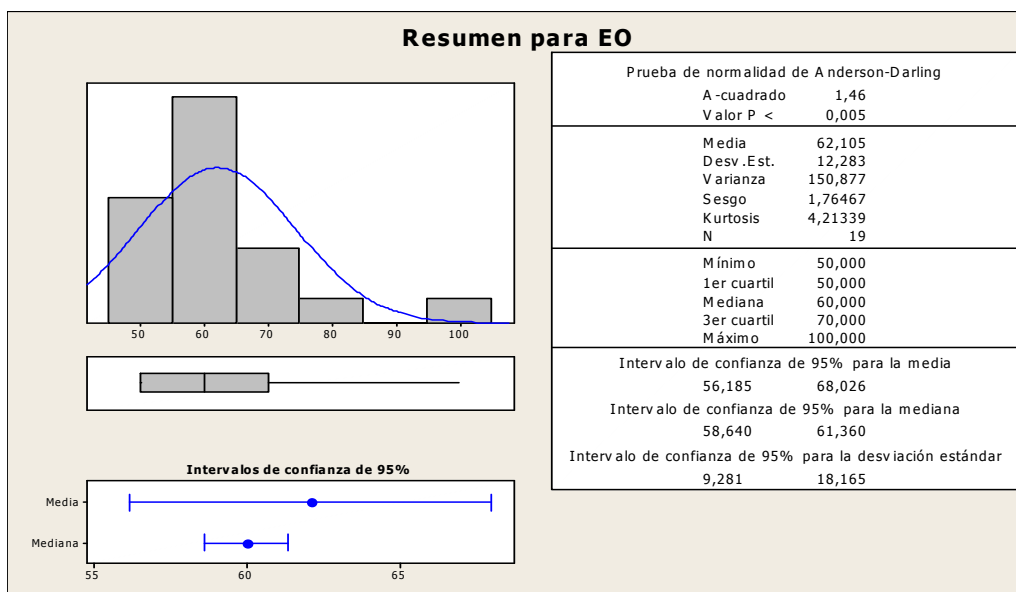 Resumen para EO
50 60 70 80 90 100
Intervalos de confianza de 95%
Media
Mediana
55 60 65
Prueba de normalidad de Anderson-Darling
A-cuadrado 1,46
Valor P < 0,005
Media 62,105
Desv.Est. 12,283
Varianza 150,877
Sesgo 1,76467
Kurtosis 4,21339
N 19
Mínimo 50,000
1er cuartil 50,000
Mediana 60,000
3er cuartil 70,000
Máximo 100,000
Intervalo de confianza de 95% para la media
56,185 68,026
Intervalo de confianza de 95% para la mediana
58,640 61,360
Intervalo de confianza de 95% para la desviación estándar
9,281 18,165